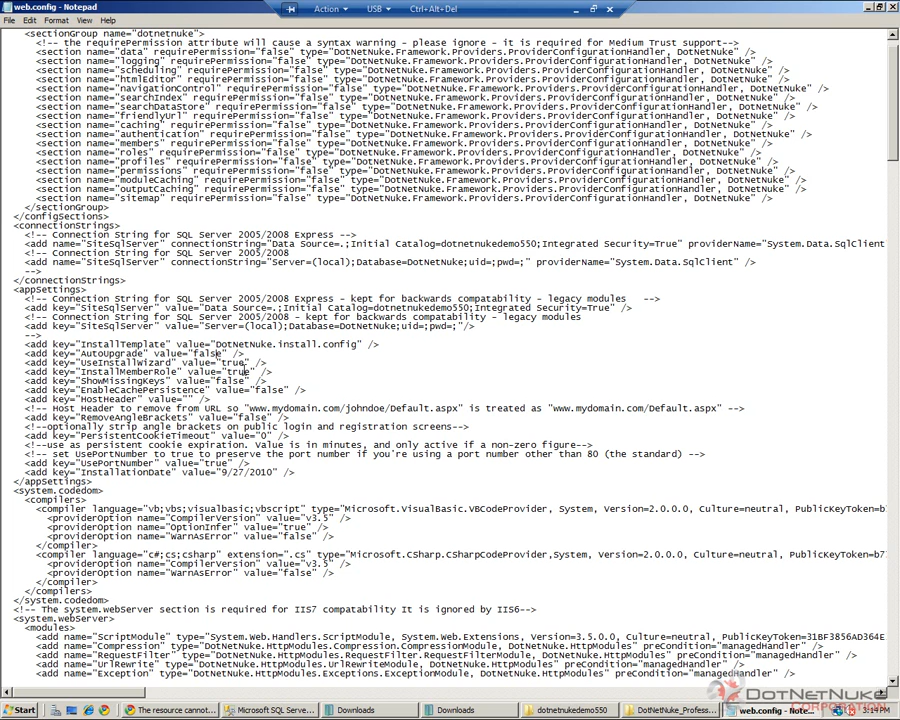 web.config - Notepad
Action
USB
Ctrl+Alt+Del
File Edit Format View Help
<sectionGroup name="dotnetnuke">
<!-- the requirePermission attribute will cause a syntax warning - please ignore - it is required for Medium Trust support-->
<section name="data" requirePermission="false" type="DotNetNuke.Framework.Providers.ProviderConfigurationHandler, DotNetNuke" />
<section name="logging" requirePermission="false" type="DotNetNuke.Framework.Providers.ProviderConfigurationHandler, DotNetNuke" />
<section name="scheduling" requirePermission="false" type="DotNetNuke.Framework.Providers.ProviderConfigurationHandler, DotNetNuke" />
<section name="htmlEditor" requirePermission="false" type="DotNetNuke.Framework.Providers.ProviderConfigurationHandler, DotNetNuke" />
<section name="navigationControl" requirePermission="false" type="DotNetNuke.Framework.Providers.ProviderConfigurationHandler, DotNetNuke" />
<section name="searchIndex" requirePermission="false" type="DotNetNuke.Framework.Providers.ProviderConfigurationHandler, DotNetNuke" />
<section name="searchDataStore" requirePermission="false" type="DotNetNuke.Framework.Providers.ProviderConfigurationHandler, DotNetNuke" />
<section name="friendlyUrl" requirePermission="false" type="DotNetNuke.Framework.Providers.ProviderConfigurationHandler, DotNetNuke" />
<section name="caching" requirePermission="false" type="DotNetNuke.Framework.Providers.ProviderConfigurationHandler, DotNetNuke" />
<section name="authentication" requirePermission="false" type="DotNetNuke.Framework.Providers.ProviderConfigurationHandler, DotNetNuke" />
<section name="members" requirePermission="false" type="DotNetNuke.Framework.Providers.ProviderConfigurationHandler, DotNetNuke" />
<section name="roles" requirePermission="false" type="DotNetNuke.Framework.Providers.ProviderConfigurationHandler, DotNetNuke" />
<section name="profiles" requirePermission="false" type="DotNetNuke.Framework.Providers.ProviderConfigurationHandler, DotNetNuke" />
<section name="permissions" requirePermission="false" type="DotNetNuke.Framework.Providers.ProviderConfigurationHandler, DotNetNuke" />
<section name="moduleCaching" requirePermission="false" type="DotNetNuke.Framework.Providers.ProviderConfigurationHandler, DotNetNuke" />
<section name="outputCaching" requirePermission="false" type="DotNetNuke.Framework.Providers.ProviderConfigurationHandler, DotNetNuke" />
<section name="sitemap" requirePermission="false" type="DotNetNuke.Framework.Providers.ProviderConfigurationHandler, DotNetNuke" />
</sectionGroup>
</configSections>
<connectionStrings>
<!-- Connection String for SQL Server 2005/2008 Express -->
<add name="SiteSqlServer" connectionString="Data Source=.;Initial Catalog=dotnetnukedemo550;Integrated Security=True" providerName="System.Data.SqlClient
<!-- Connection String for SQL Server 2005/2008
<add name="SiteSqlServer" connectionString="Server=(local);Database=DotNetNuke;uid=;pwd=;" providerName="System.Data.SqlClient" />
-->
</connectionStrings>
<appSettings>
<!-- Connection String for SQL Server 2005/2008 Express - kept for backwards compatability - legacy modules -->
<add key="SiteSqlServer" value="Data Source=.;Initial Catalog=dotnetnukedemo550;Integrated Security=True" />
<!-- Connection String for SQL Server 2005/2008 - kept for backwards compatability - legacy modules
<add key="SiteSqlServer" value="Server=(local);Database=DotNetNuke;uid=;pwd=;"/>
-->
<add key="InstallTemplate" value="DotNetNuke.install.config" />
<add key="AutoUpgrade" value="false" />
<add key="UseInstallWizard" value="true" />
<add key="InstallMemberRole" value="true" />
<add key="ShowMissingKeys" value="false" />
<add key="EnableCachePersistence" value="false" />
<add key="HostHeader" value="" />
<!-- Host Header to remove from URL so "www.mydomain.com/johndoe/Default.aspx" is treated as "www.mydomain.com/Default.aspx" -->
<add key="RemoveAngleBrackets" value="false" />
<!--optionally strip angle brackets on public login and registration screens-->
<add key="PersistentCookieTimeout" value="0" />
<!--use as persistent cookie expiration. Value is in minutes, and only active if a non-zero figure-->
<!-- set UsePortNumber to true to preserve the port number if you're using a port number other than 80 (the standard) -->
<add key="UsePortNumber" value="true" />
<add key="InstallationDate" value="9/27/2010" />
</appSettings>
<system.codedom>
<compilers>
<compiler language="vb;vbs;visualbasic;vbscript" type="Microsoft.VisualBasic.VBCodeProvider, System, Version=2.0.0.0, Culture=neutral, PublicKeyToken=b
<providerOption name="CompilerVersion" value="v3.5" />
<providerOption name="OptionInfer" value="true" />
<providerOption name="WarnAsError" value="false" />
</compiler>
<compiler language="c#;cs;csharp" extension=".cs" type="Microsoft.CSharp.CSharpCodeProvider,System, Version=2.0.0.0, Culture=neutral, PublicKeyToken=b7
<providerOption name="CompilerVersion" value="v3.5" />
<providerOption name="WarnAsError" value="false" />
</compiler>
</compilers>
</system.codedom>
<!-- The system.webServer section is required for IIS7 compatability It is ignored by IIS6-->
<system.webServer>
<modules>
<add name="ScriptModule" type="System.Web.Handlers.ScriptModule, System.Web.Extensions, Version=3.5.0.0, Culture=neutral, PublicKeyToken=31BF3856AD364E
<add name="Compression" type="DotNetNuke.HttpModules.Compression.CompressionModule, DotNetNuke.HttpModules" preCondition="managedHandler" />
<add name="RequestFilter" type="DotNetNuke.HttpModules.RequestFilter.RequestFilterModule, DotNetNuke.HttpModules" preCondition="managedHandler" />
<add name="UrlRewrite" type="DotNetNuke.HttpModules.UrlRewriteModule, DotNetNuke.HttpModules" preCondition="managedHandler" />
<add name="Exception" type="DotNetNuke.HttpModules.Exceptions.ExceptionModule, DotNetNuke.HttpModules" preCondition="managedHandler" />
DotNetNuke
CORPORATION
Start
The resource cannot...
Microsoft SQL Serve...
Downloads
Downloads
dotnetnukedemo550
DotNetNuke_Profess...
web.config - Note...
3:14 PM